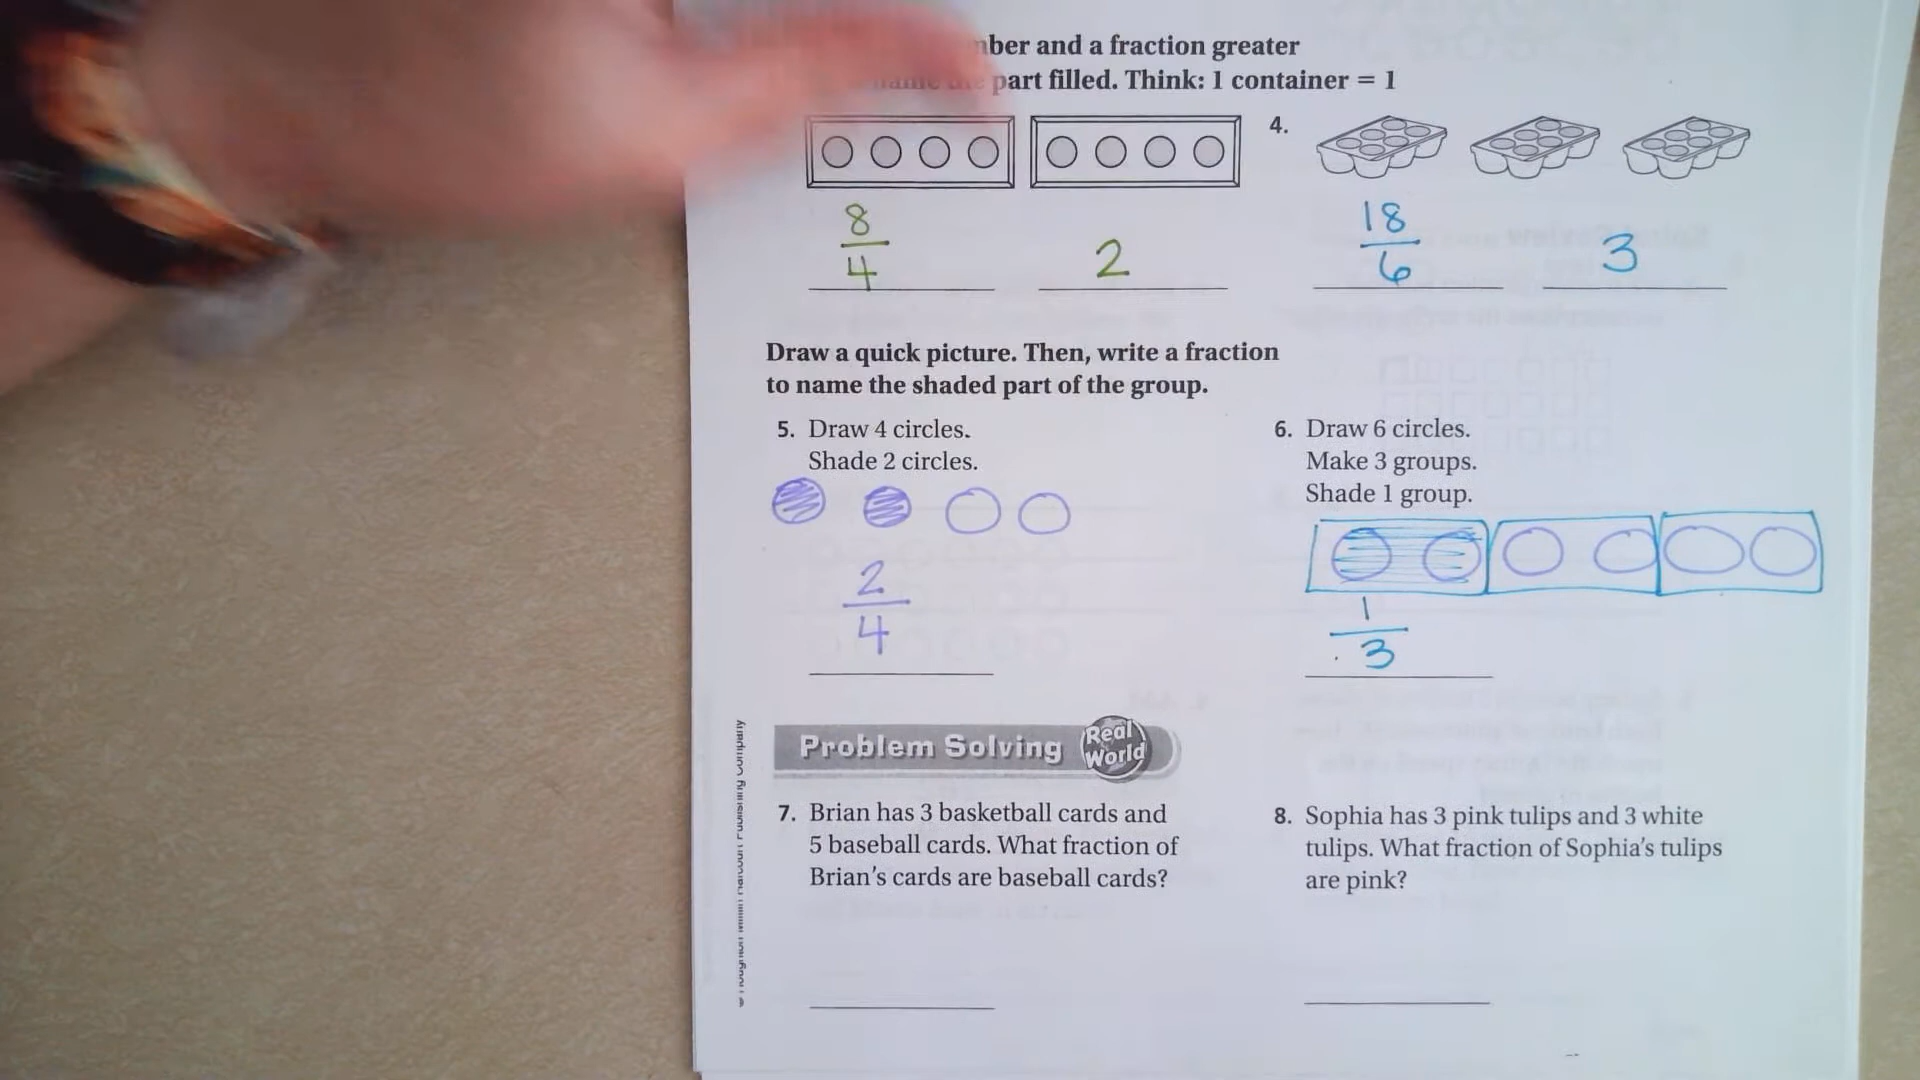 and a fraction greater
part filled. Think: 1 container = 1
4.
8
4
2
18
6
3
Draw a quick picture. Then, write a fraction
to name the shaded part of the group.
5. Draw 4 circles.
Shade 2 circles.
2
4
6. Draw 6 circles.
Make 3 groups.
Shade 1 group.
1
3
Problem Solving Real World
7. Brian has 3 basketball cards and
5 baseball cards. What fraction of
Brian's cards are baseball cards?
8. Sophia has 3 pink tulips and 3 white
tulips. What fraction of Sophia's tulips
are pink?